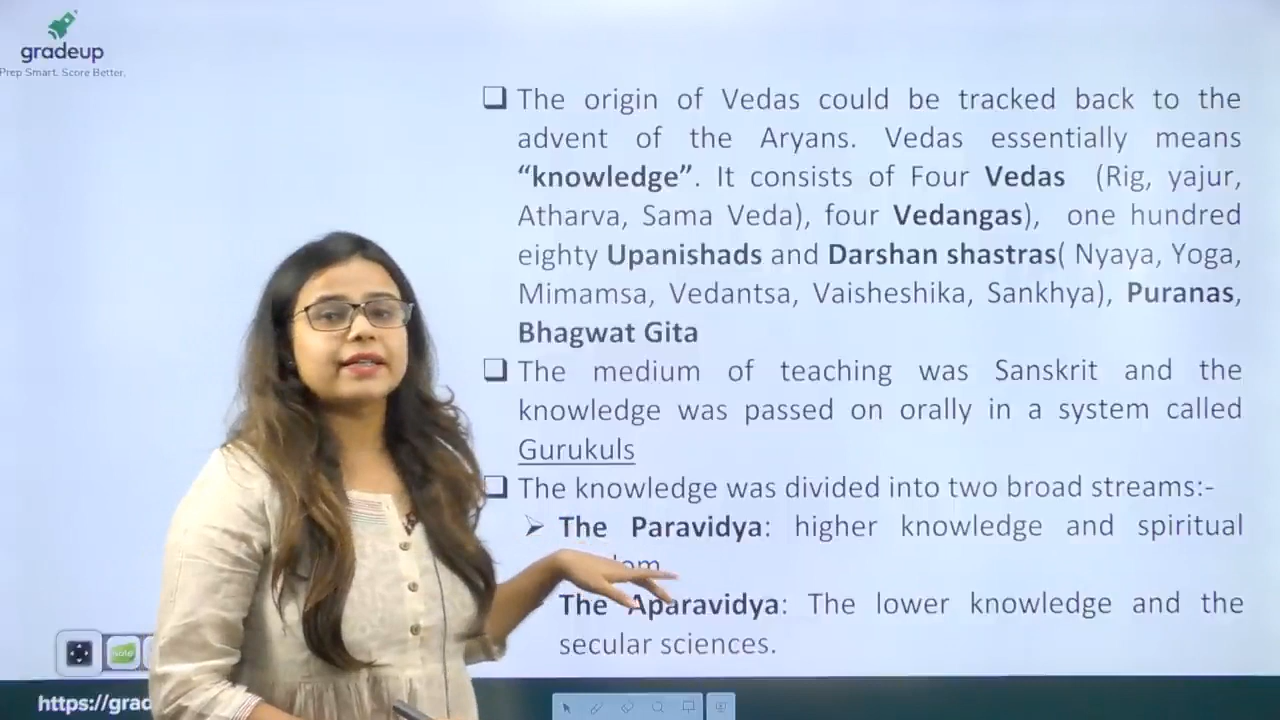 gradeup
Prep Smart. Score Better.
❑ The origin of Vedas could be tracked back to the
advent of the Aryans. Vedas essentially means
“knowledge”. It consists of Four Vedas (Rig, yajur,
Atharva, Sama Veda), four Vedangas), one hundred
eighty Upanishads and Darshan shastras( Nyaya, Yoga,
Mimamsa, Vedantsa, Vaisheshika, Sankhya), Puranas,
Bhagwat Gita
❑ The medium of teaching was Sanskrit and the
knowledge was passed on orally in a system called
Gurukuls
❑ The knowledge was divided into two broad streams:-
➢ The Paravidya: higher knowledge and spiritual
The Aparavidya: The lower knowledge and the
secular sciences.
https://grad